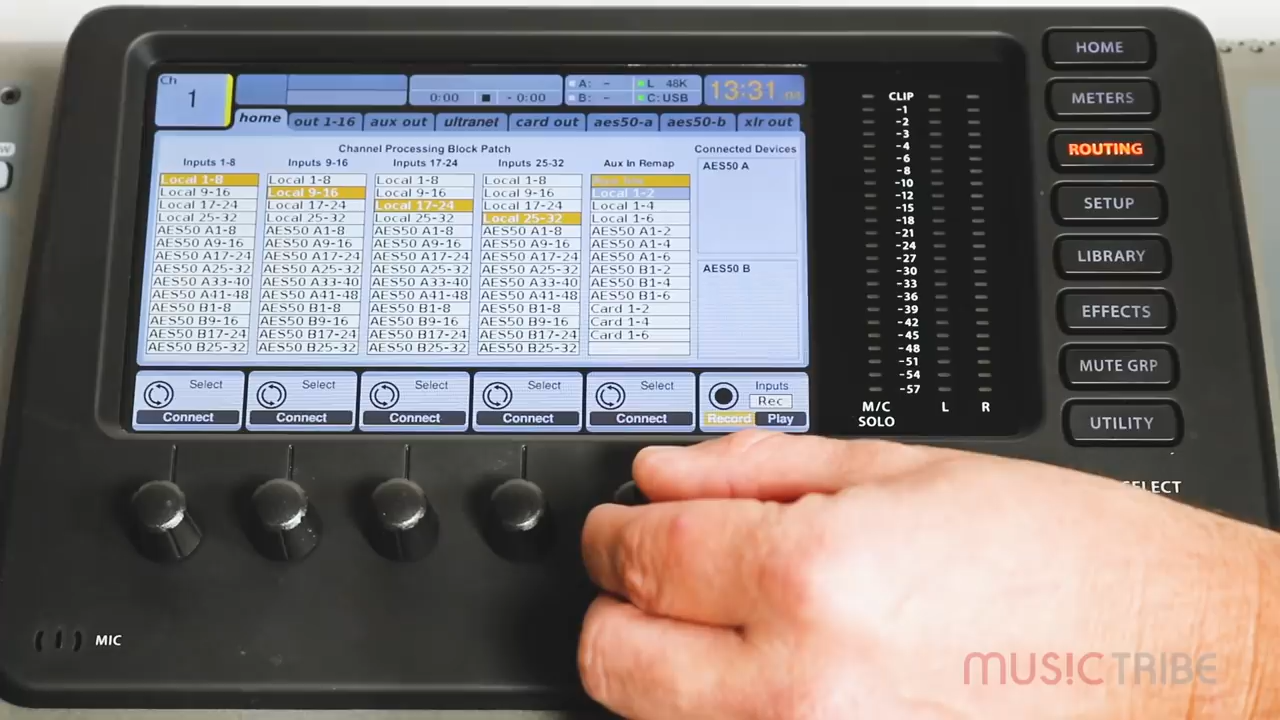 Ch
1
0:00 - 0:00
A: - L 48K
B: - C: USB
13:31
home out 1-16 aux out ultranet card out aes50-a aes50-b xlr out
Channel Processing Block Patch
Connected Devices
Inputs 1-8 Inputs 9-16 Inputs 17-24 Inputs 25-32 Aux In Remap
Local 1-8 Local 1-8 Local 1-8 Local 1-8 AES50 A
Local 9-16 Local 9-16 Local 9-16 Local 9-16 Local 1-2
Local 17-24 Local 17-24 Local 17-24 Local 17-24 Local 1-4
Local 25-32 Local 25-32 Local 25-32 Local 25-32 Local 1-6
AES50 A1-8 AES50 A1-8 AES50 A1-8 AES50 A1-8 AES50 A1-2
AES50 A9-16 AES50 A9-16 AES50 A9-16 AES50 A9-16 AES50 A1-4
AES50 A17-24 AES50 A17-24 AES50 A17-24 AES50 A17-24 AES50 A1-6
AES50 A25-32 AES50 A25-32 AES50 A25-32 AES50 A25-32 AES50 B1-2 AES50 B
AES50 A33-40 AES50 A33-40 AES50 A33-40 AES50 A33-40 AES50 B1-4
AES50 A41-48 AES50 A41-48 AES50 A41-48 AES50 A41-48 AES50 B1-6
AES50 B1-8 AES50 B1-8 AES50 B1-8 AES50 B1-8 Card 1-2
AES50 B9-16 AES50 B9-16 AES50 B9-16 AES50 B9-16 Card 1-4
AES50 B17-24 AES50 B17-24 AES50 B17-24 AES50 B17-24 Card 1-6
AES50 B25-32 AES50 B25-32 AES50 B25-32 AES50 B25-32
Select Select Select Select Select Inputs
Rec
Connect Connect Connect Connect Connect Record Play
CLIP
-1
-2
-3
-4
-6
-8
-10
-12
-15
-18
-21
-24
-27
-30
-33
-36
-39
-42
-45
-48
-51
-54
-57
M/C L R
SOLO
HOME
METERS
ROUTING
SETUP
LIBRARY
EFFECTS
MUTE GRP
UTILITY
SELECT
MIC
MUSIC TRIBE